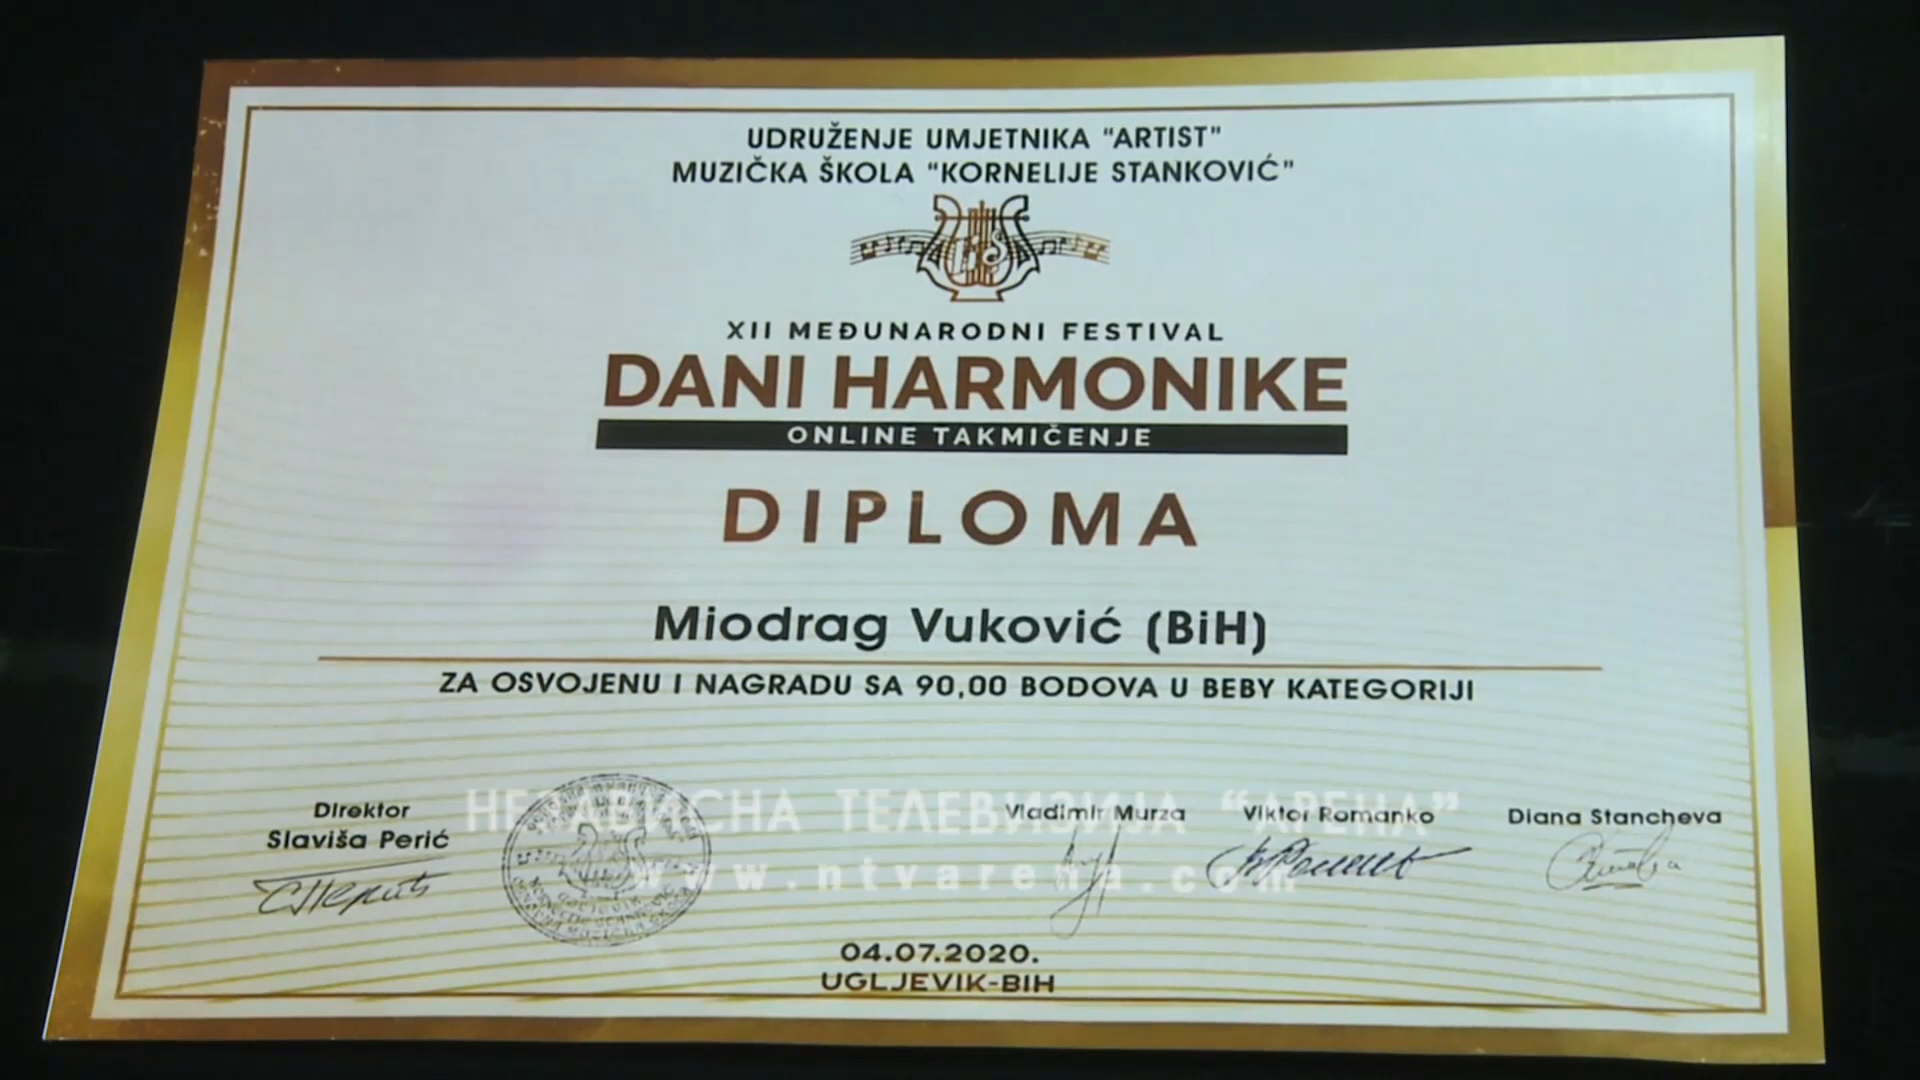 UDRUŽENJE UMJETNIKA “ARTIST”
MUZIČKA ŠKOLA “KORNELIJE STANKOVIĆ”
XII MEĐUNARODNI FESTIVAL
DANI HARMONIKE
ONLINE TAKMIČENJE
DIPLOMA
Miodrag Vuković (BiH)
ZA OSVOJENU I NAGRADU SA 90,00 BODOVA U BEBY KATEGORIJI
Direktor
Slaviša Perić
Vladimir Murza
Viktor Romanko
Diana Stancheva
НЕЗАВИСНА ТЕЛЕВИЗИЈА “АРЕНА”
www.ntvarena.com
04.07.2020.
UGLJEVIK-BIH